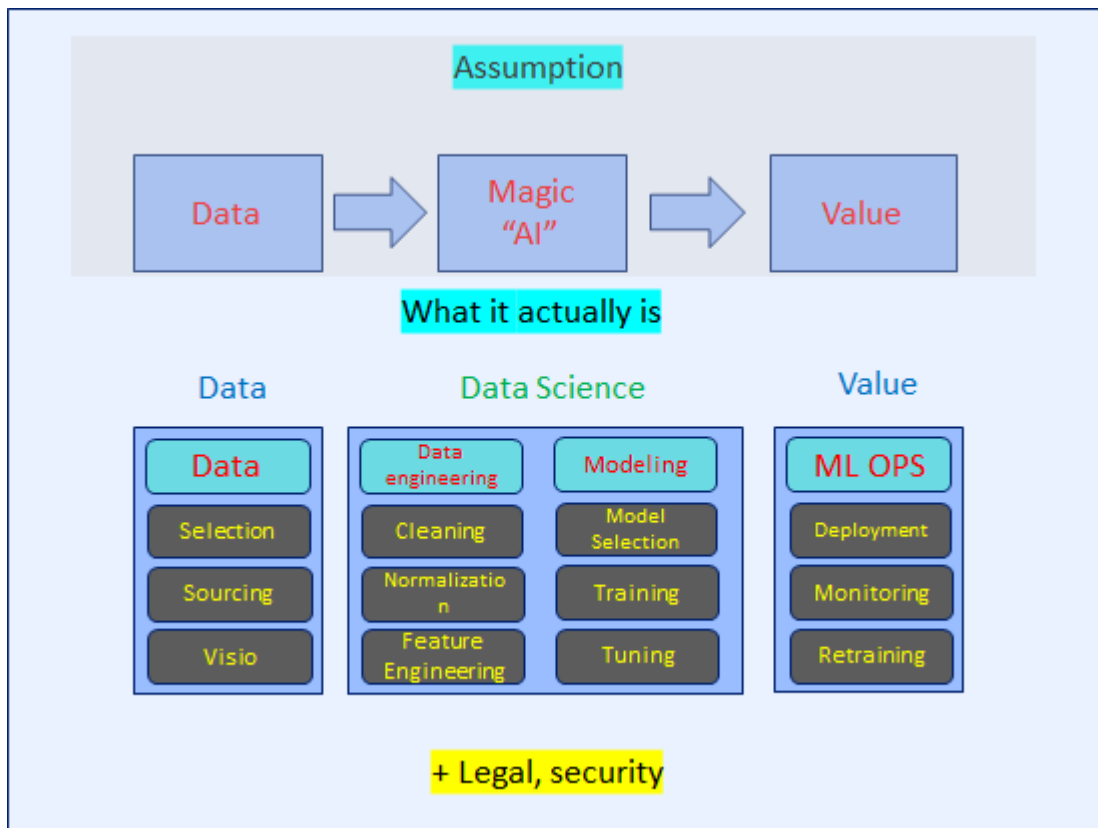 Assumption
Data
Magic
“AI”
Value
What it actually is
Data
Data Science
Value
Data
Selection
Sourcing
Visio
Data
engineering
Cleaning
Normalizatio
n
Feature
Engineering
Modeling
Model
Selection
Training
Tuning
ML OPS
Deployment
Monitoring
Retraining
+ Legal, security